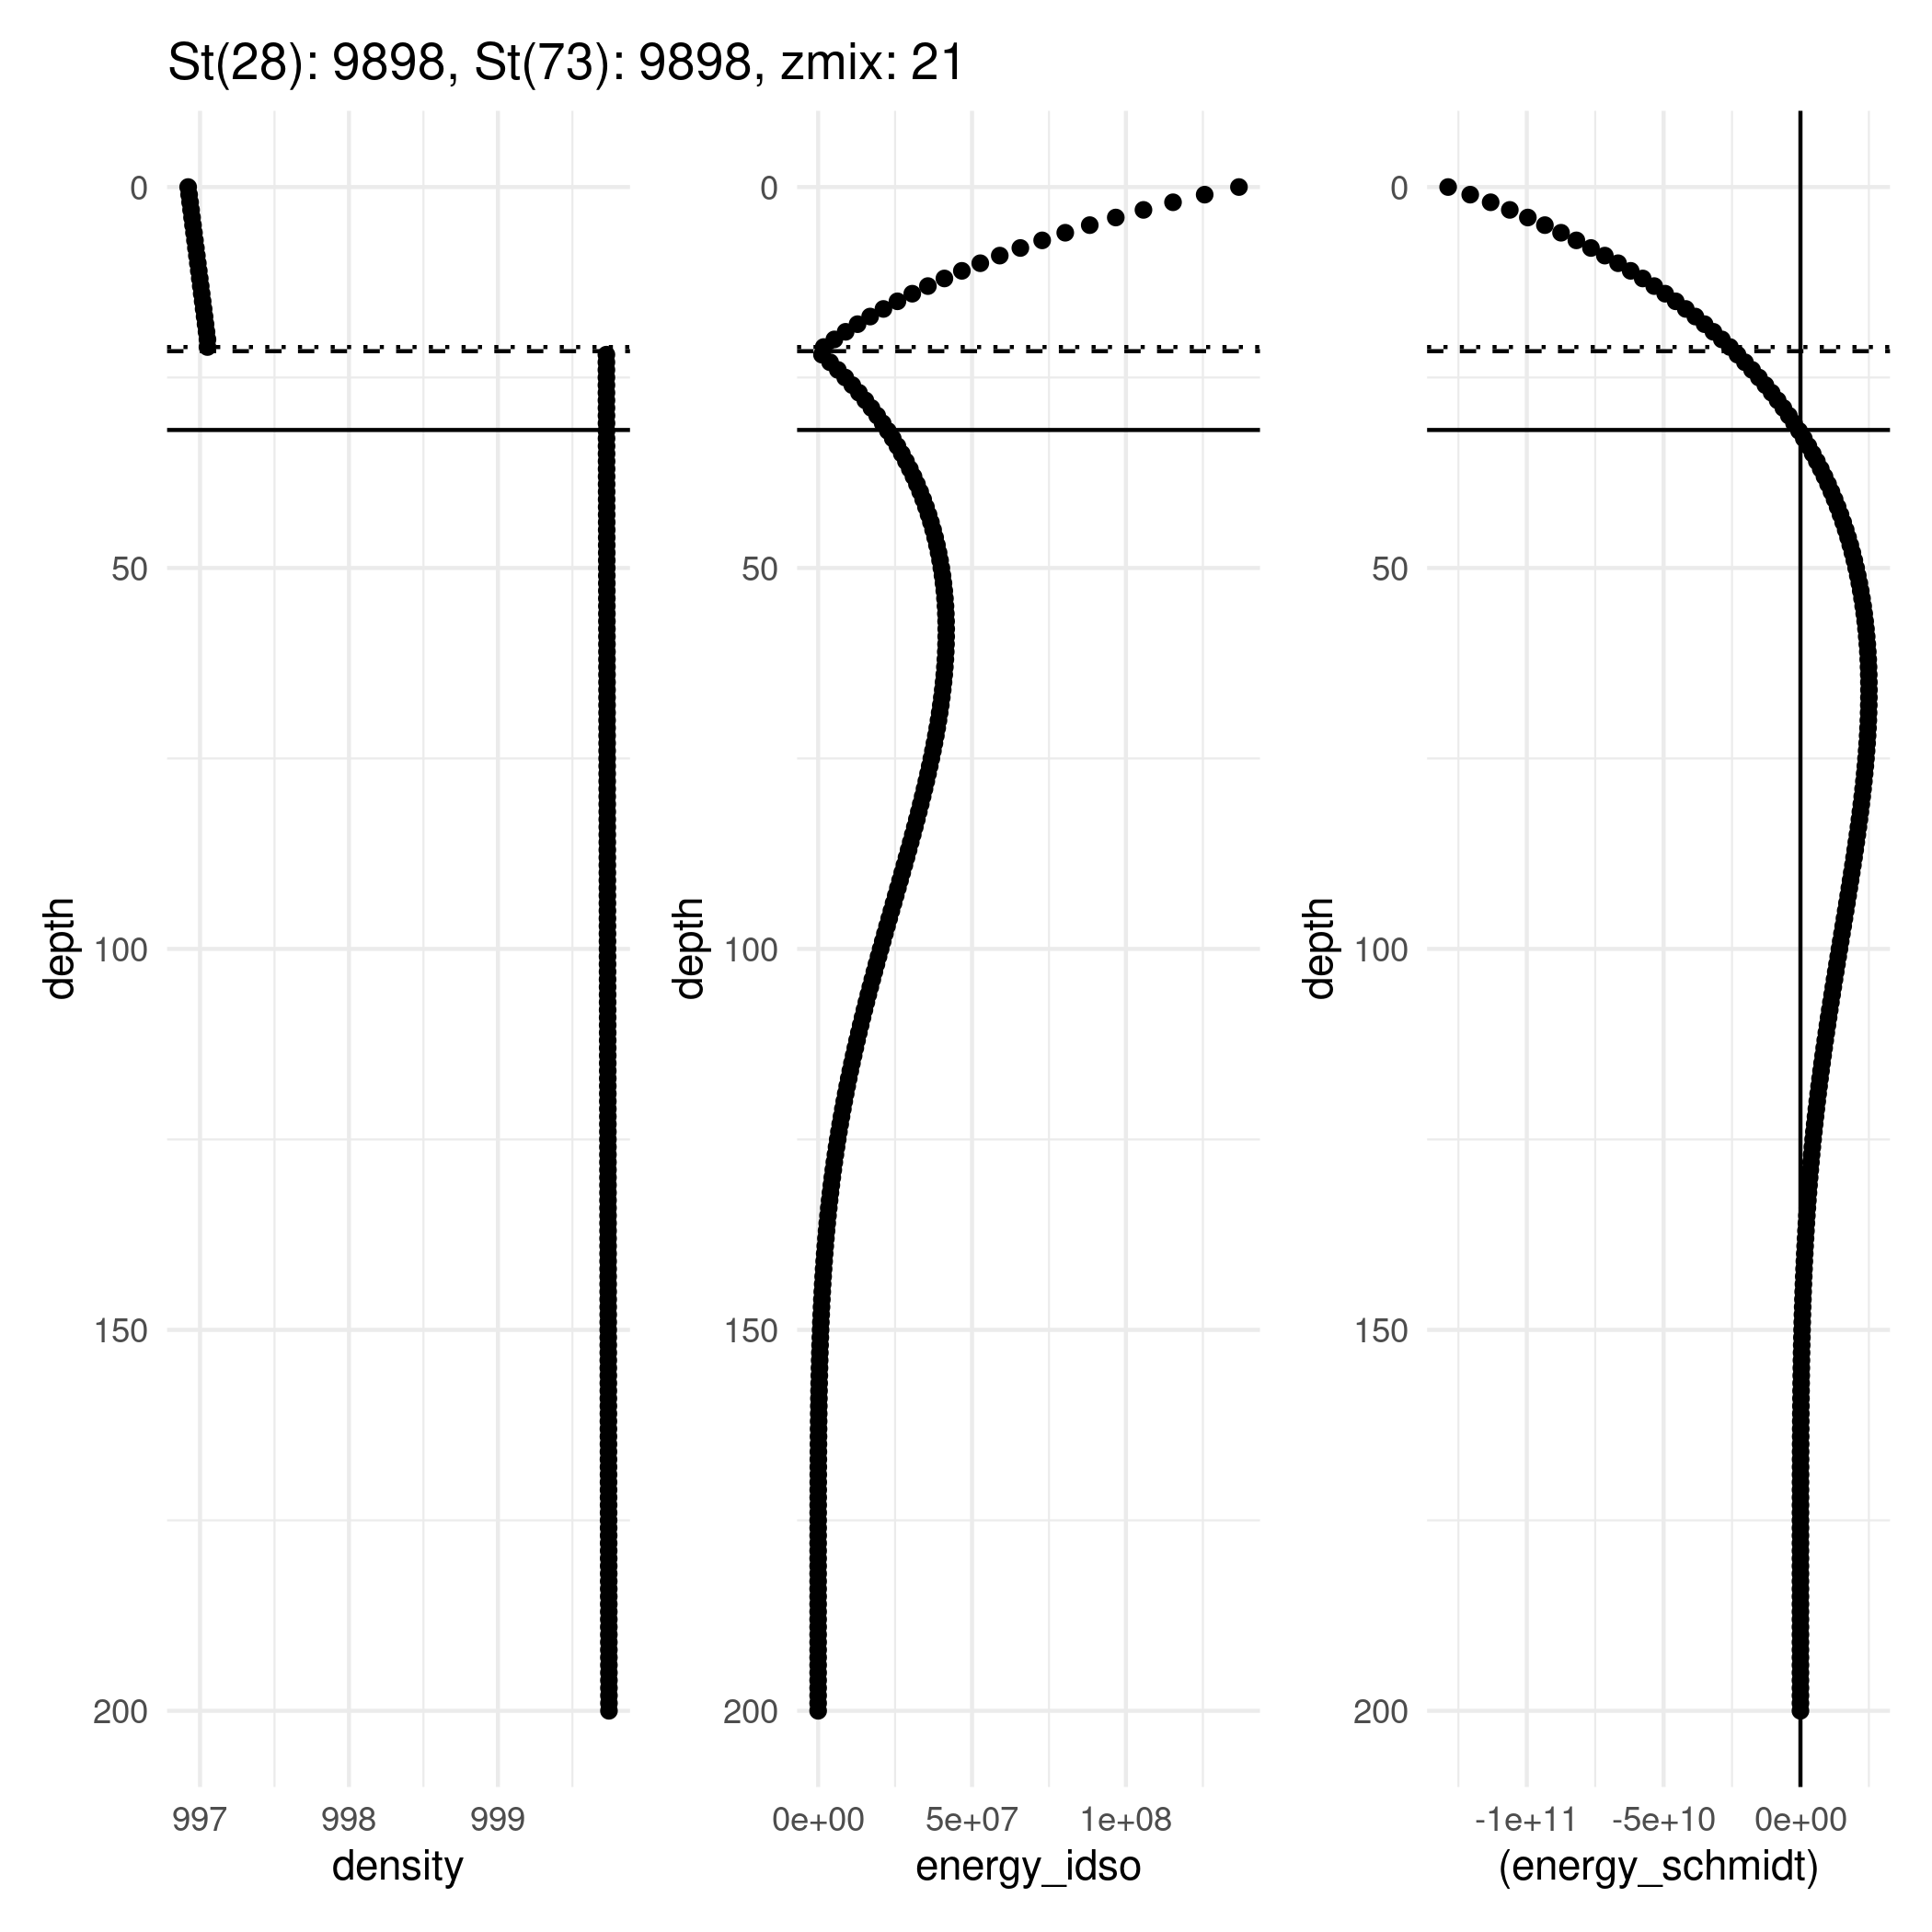 St(28): 9898, St(73): 9898, zmix: 21
depth
0
50
100
150
200
997 998 999
density
depth
0
50
100
150
200
0e+00 5e+07 1e+08
energy_idso
depth
0
50
100
150
200
-1e+11 -5e+10 0e+00
(energy_schmidt)